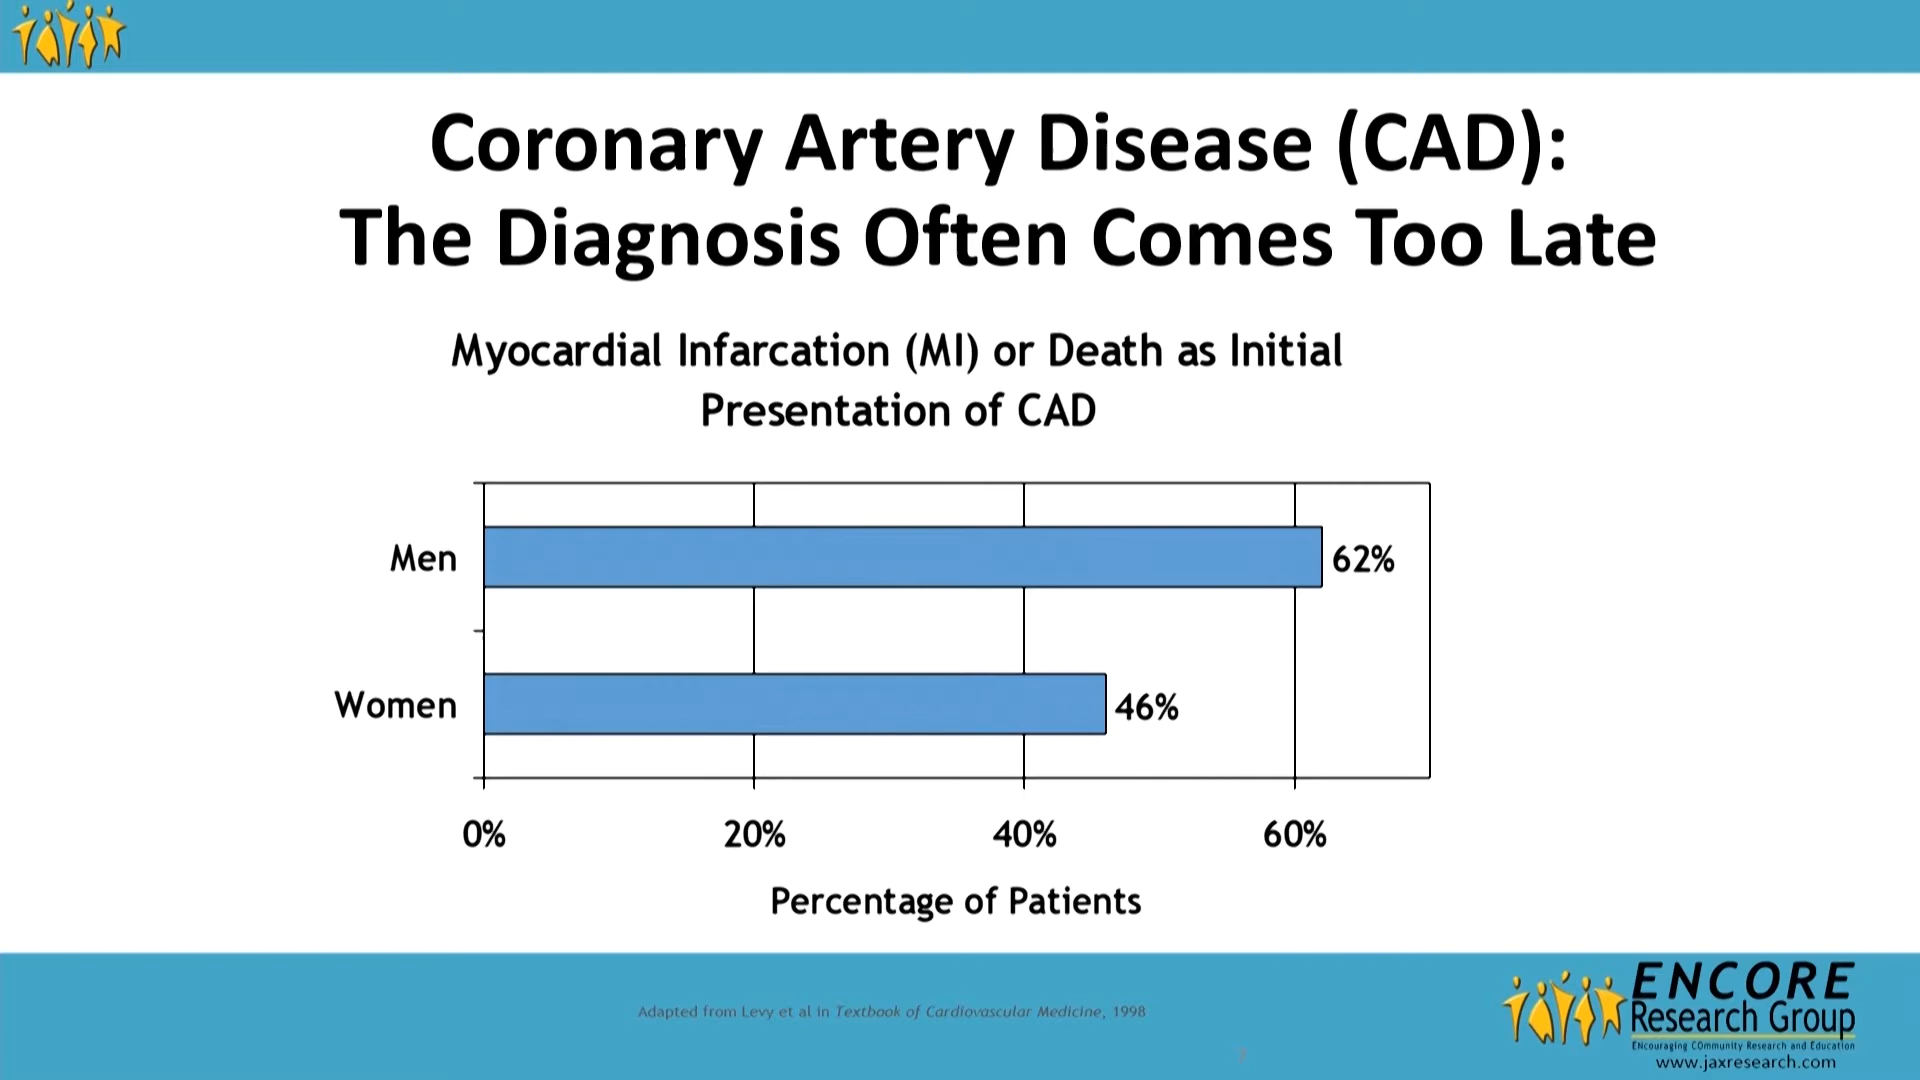 Coronary Artery Disease (CAD):
The Diagnosis Often Comes Too Late
Myocardial Infarcation (MI) or Death as Initial
Presentation of CAD
Men
62%
Women
46%
0% 20% 40% 60%
Percentage of Patients
Adapted from Levy et al in Textbook of Cardiovascular Medicine, 1998
ENCORE
Research Group
ENcouraging COmmunity Research and Education
www.jaxresearch.com